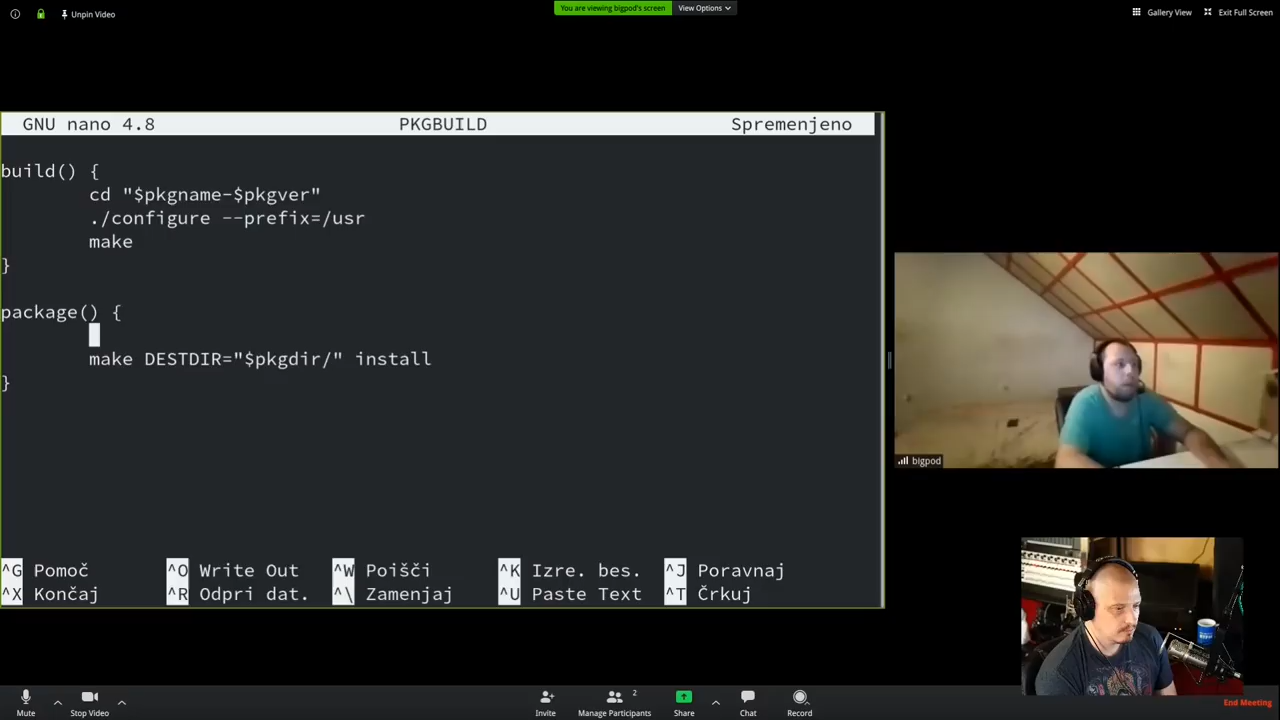 Unpin Video
You are viewing bigpod's screen
View Options
Gallery View
Exit Full Screen
GNU nano 4.8
PKGBUILD
Spremenjeno
build() {
cd "$pkgname-$pkgver"
./configure --prefix=/usr
make
}
package() {
make DESTDIR="$pkgdir/" install
}
^G Pomoč
^O Write Out
^W Poišči
^K Izre. bes.
^J Poravnaj
^X Končaj
^R Odpri dat.
^\ Zamenjaj
^U Paste Text
^T Črkuj
bigpod
Mute
Stop Video
Invite
2
Manage Participants
Share
Chat
Record
End Meeting